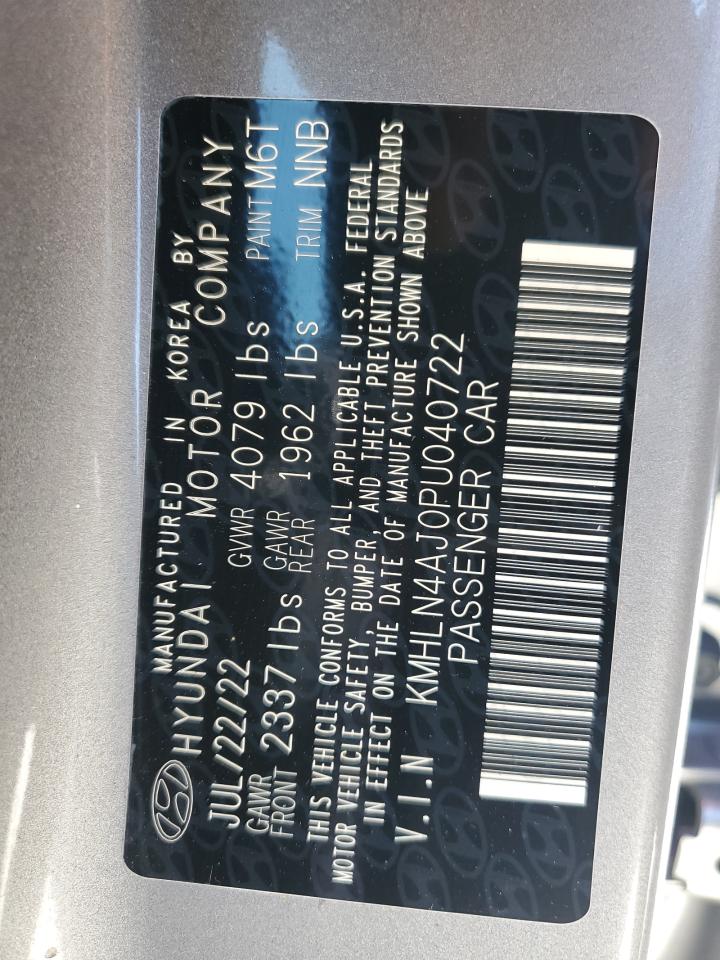 MANUFACTURED IN KOREA BY
HYUNDAI MOTOR COMPANY
JUL/22/22 GVWR 4079 lbs PAINT M6T
GAWR FRONT 2337 lbs GAWR REAR 1962 lbs TRIM NNB
THIS VEHICLE CONFORMS TO ALL APPLICABLE U.S.A. FEDERAL
MOTOR VEHICLE SAFETY, BUMPER, AND THEFT PREVENTION STANDARDS
IN EFFECT ON THE DATE OF MANUFACTURE SHOWN ABOVE
V.I.N KMHLN4AJ0PU040722
PASSENGER CAR